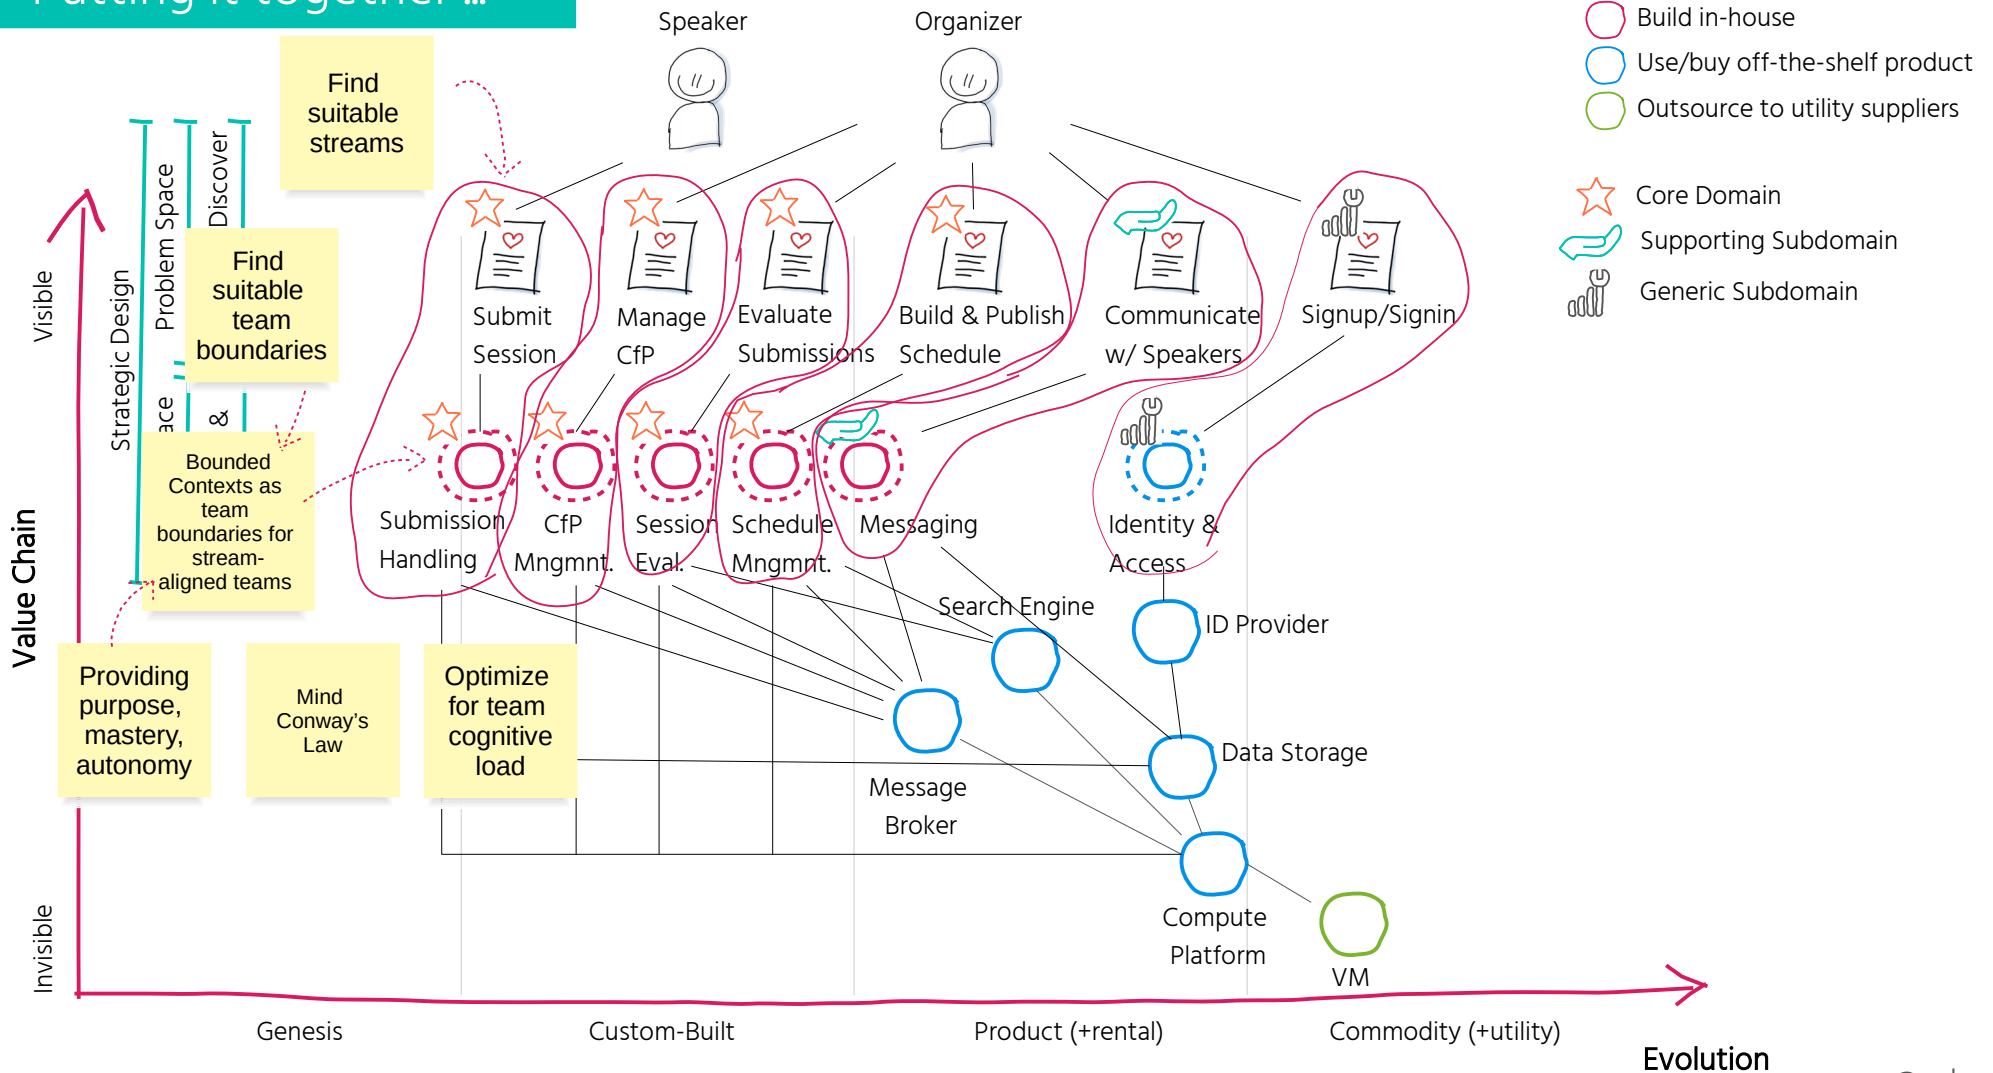 Putting it together ...
Speaker
Organizer
Build in-house
Use/buy off-the-shelf product
Outsource to utility suppliers
Core Domain
Supporting Subdomain
Generic Subdomain
Find
suitable
streams
Find
suitable
team
boundaries
Bounded
Contexts as
team
boundaries for
stream-
aligned teams
Providing
purpose,
mastery,
autonomy
Mind
Conway's
Law
Optimize
for team
cognitive
load
Strategic Design
Problem Space
Discover
&
Visible
Value Chain
Invisible
Submit
Session
Manage
CfP
Evaluate
Submissions
Build & Publish
Schedule
Communicate
w/ Speakers
Signup/Signin
Submission
Handling
CfP
Mngmnt.
Session
Eval.
Schedule
Mngmnt.
Messaging
Identity &
Access
Search Engine
ID Provider
Message
Broker
Data Storage
Compute
Platform
VM
Genesis
Custom-Built
Product (+rental)
Commodity (+utility)
Evolution